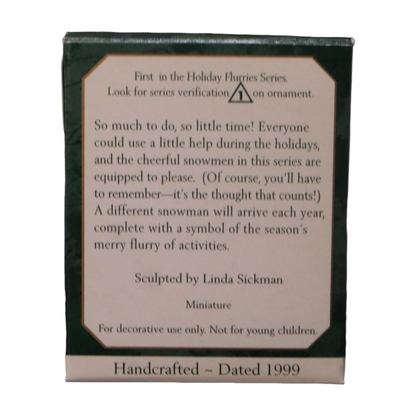 First in the Holiday Flurries Series.
Look for series verification 1 on ornament.
So much to do, so little time! Everyone
could use a little help during the holidays,
and the cheerful snowmen in this series are
equipped to please. (Of course, you'll have
to remember—it's the thought that counts!)
A different snowman will arrive each year,
complete with a symbol of the season's
merry flurry of activities.
Sculpted by Linda Sickman
Miniature
For decorative use only. Not for young children.
Handcrafted ~ Dated 1999